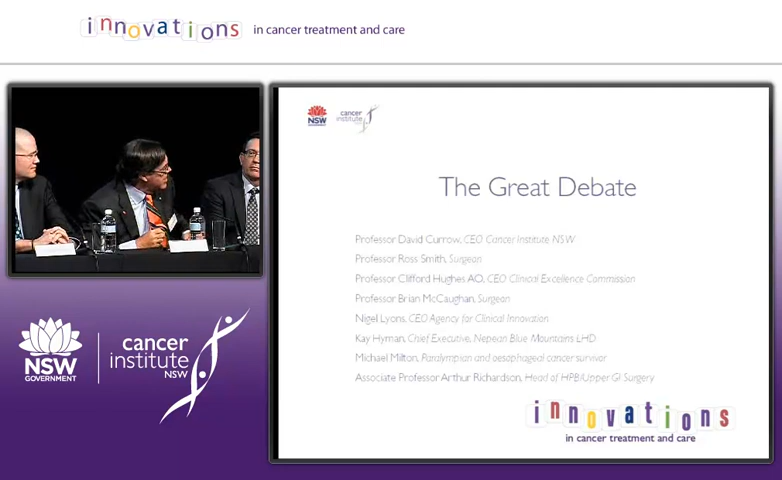 innovations in cancer treatment and care
NSW
cancer
institute
The Great Debate
Professor David Currow, CEO Cancer Institute NSW
Professor Ross Smith, Surgeon
Professor Clifford Hughes AO, CEO Clinical Excellence Commission
Professor Brian McCaughan, Surgeon
Nigel Lyons, CEO Agency for Clinical Innovation
Kay Hyman, Chief Executive, Nepean Blue Mountains LHD
Michael Milton, Paralympian and oesophageal cancer survivor
Associate Professor Arthur Richardson, Head of HPB/Upper GI Surgery
innovations
in cancer treatment and care
NSW
GOVERNMENT
cancer
institute
NSW